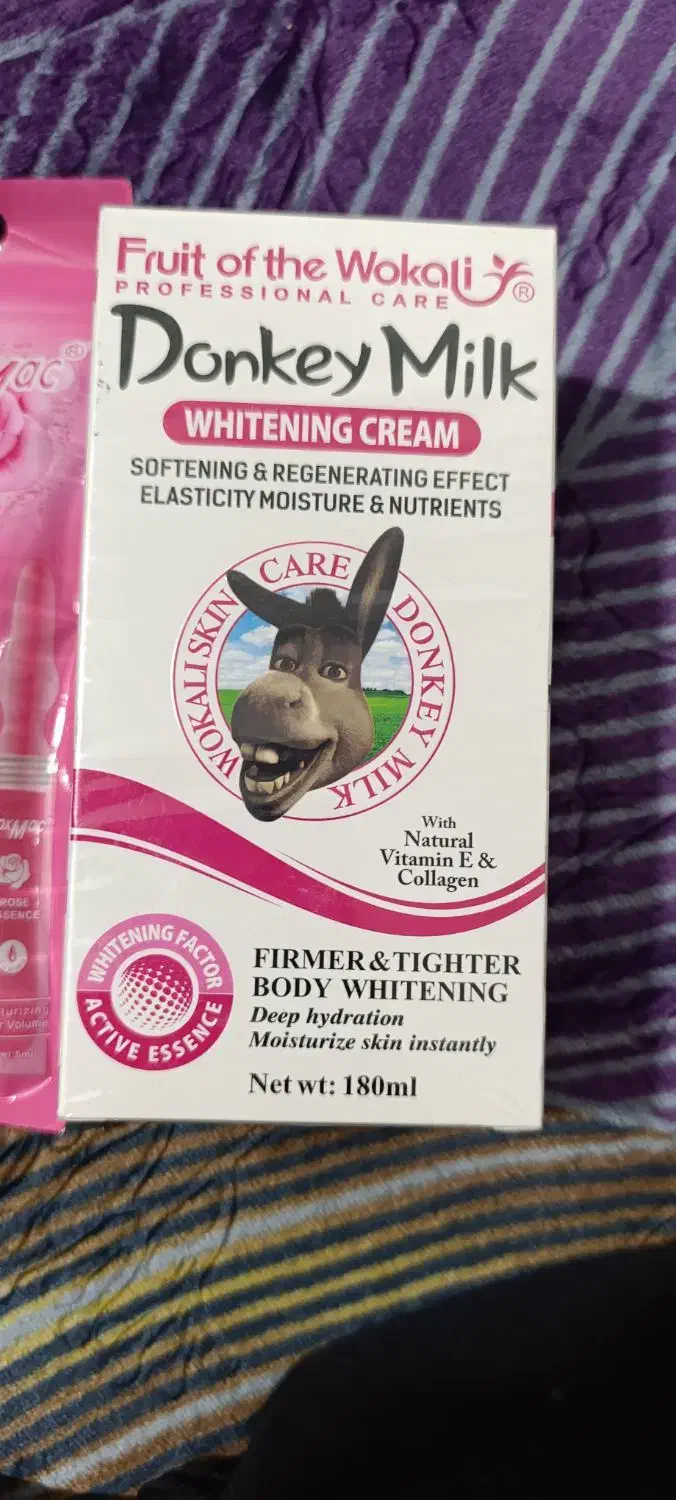 Fruit of the Wokali ®
PROFESSIONAL CARE
Donkey Milk
WHITENING CREAM
SOFTENING & REGENERATING EFFECT
ELASTICITY MOISTURE & NUTRIENTS
WOKALI SKIN CARE DONKEY MILK
With
Natural
Vitamin E &
Collagen
WHITENING FACTOR
ACTIVE ESSENCE
FIRMER & TIGHTER
BODY WHITENING
Deep hydration
Moisturize skin instantly
Net wt: 180ml
®
ROSE